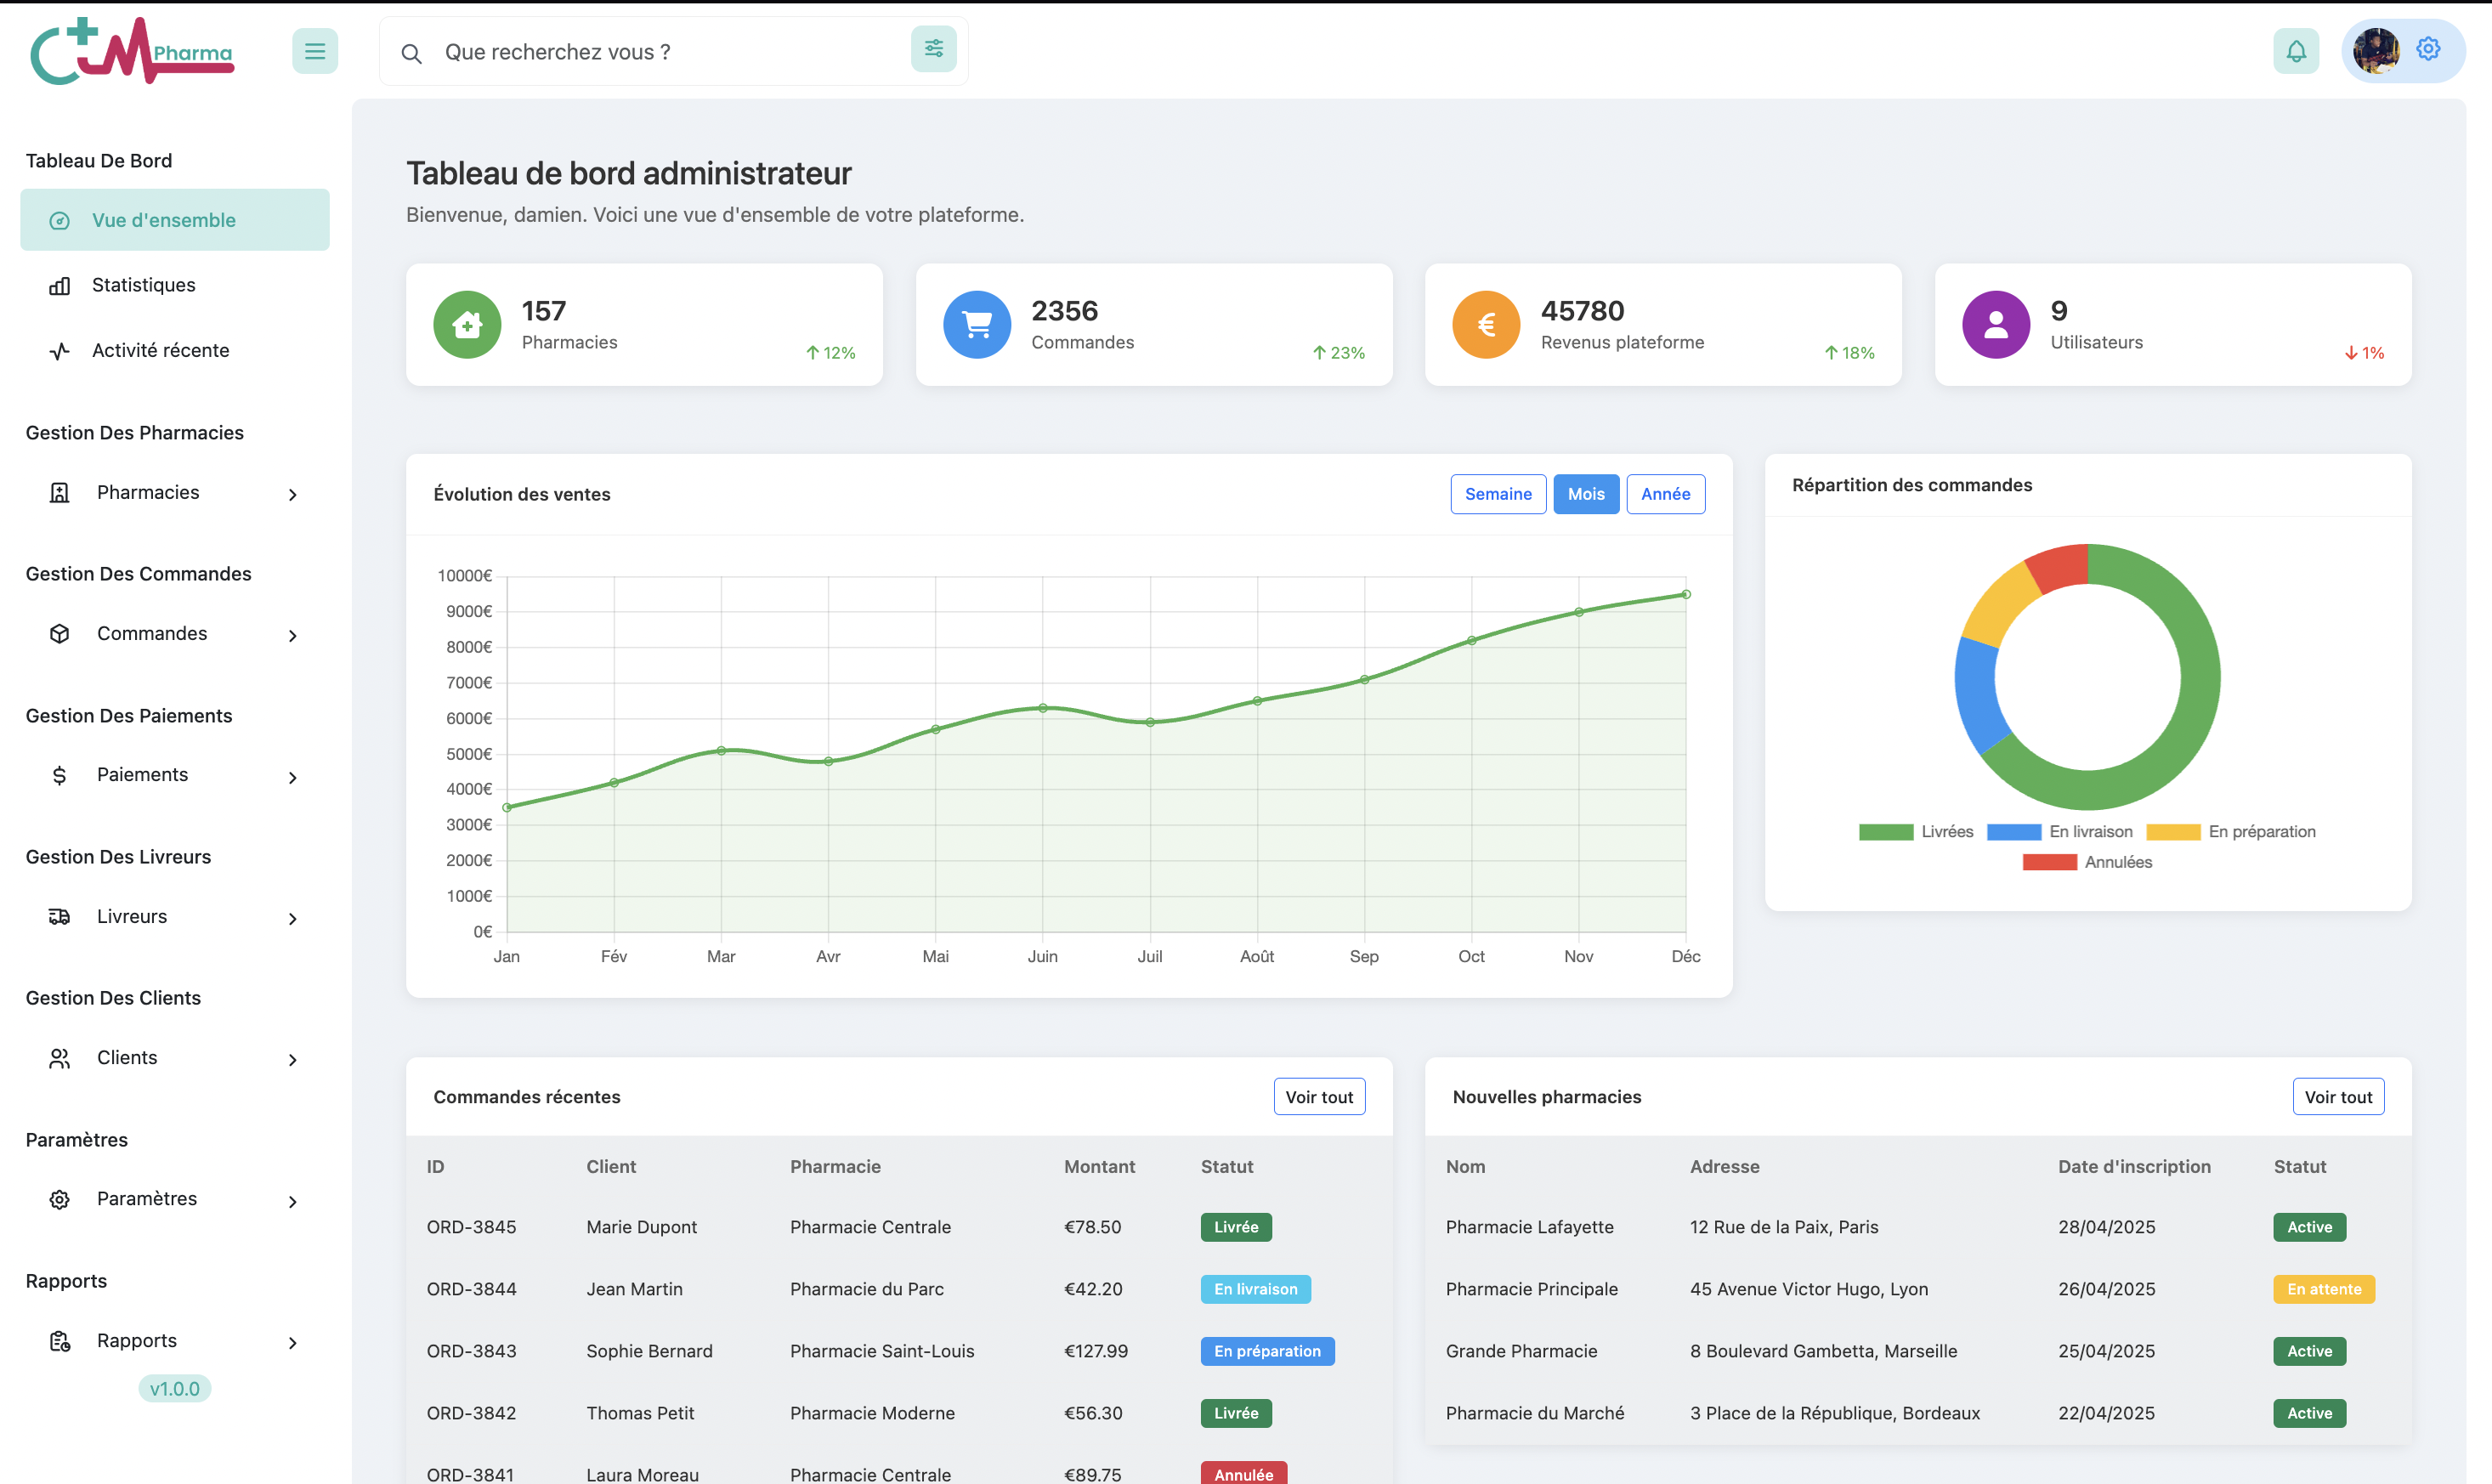 Pharma
Que recherchez vous ?
Tableau De Bord
Vue d'ensemble
Statistiques
Activité récente
Gestion Des Pharmacies
Pharmacies
Gestion Des Commandes
Commandes
Gestion Des Paiements
Paiements
Gestion Des Livreurs
Livreurs
Gestion Des Clients
Clients
Paramètres
Paramètres
Rapports
Rapports
v1.0.0
Tableau de bord administrateur
Bienvenue, damien. Voici une vue d'ensemble de votre plateforme.
157
Pharmacies
12%
2356
Commandes
23%
45780
Revenus plateforme
18%
9
Utilisateurs
1%
Évolution des ventes
Semaine Mois Année
10000€
9000€
8000€
7000€
6000€
5000€
4000€
3000€
2000€
1000€
0€
Jan Fév Mar Avr Mai Juin Juil Août Sep Oct Nov Déc
Répartition des commandes
Livrées En livraison En préparation
Annulées
Commandes récentes Voir tout
ID Client Pharmacie Montant Statut
ORD-3845 Marie Dupont Pharmacie Centrale €78.50 Livrée
ORD-3844 Jean Martin Pharmacie du Parc €42.20 En livraison
ORD-3843 Sophie Bernard Pharmacie Saint-Louis €127.99 En préparation
ORD-3842 Thomas Petit Pharmacie Moderne €56.30 Livrée
ORD-3841 Laura Moreau Pharmacie Centrale €89.75 Annulée
Nouvelles pharmacies Voir tout
Nom Adresse Date d'inscription Statut
Pharmacie Lafayette 12 Rue de la Paix, Paris 28/04/2025 Active
Pharmacie Principale 45 Avenue Victor Hugo, Lyon 26/04/2025 En attente
Grande Pharmacie 8 Boulevard Gambetta, Marseille 25/04/2025 Active
Pharmacie du Marché 3 Place de la République, Bordeaux 22/04/2025 Active